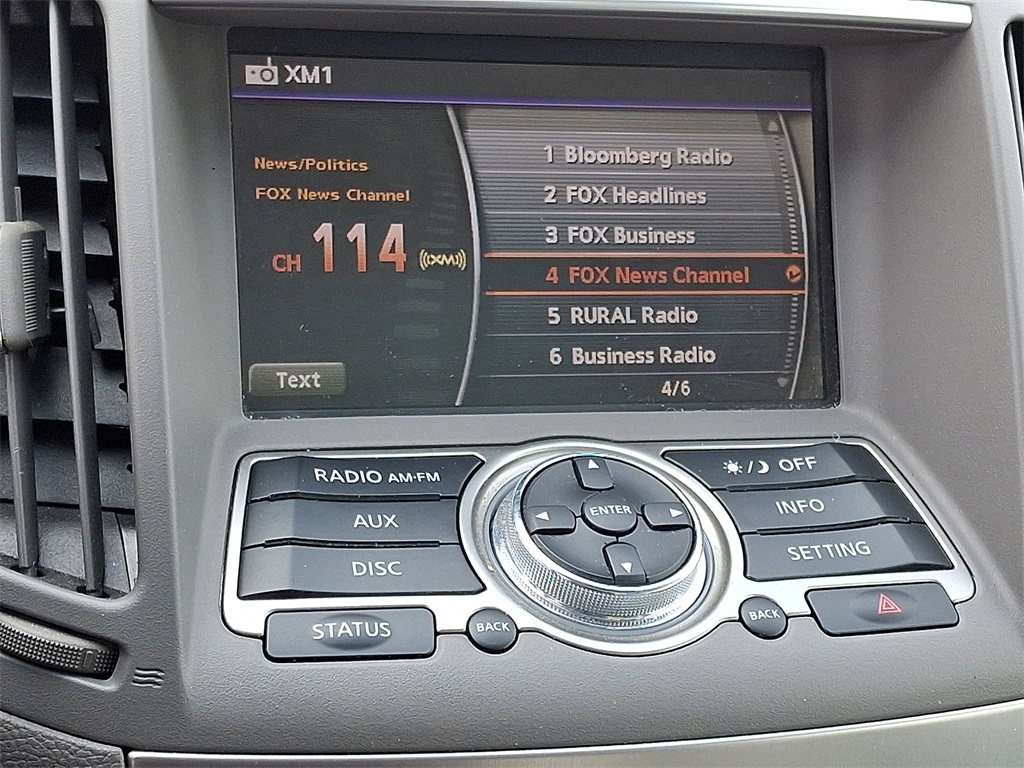 XM1
News/Politics
FOX News Channel
CH 114 ((XM))
Text
1 Bloomberg Radio
2 FOX Headlines
3 FOX Business
4 FOX News Channel
5 RURAL Radio
6 Business Radio
4/6
RADIO AM·FM
AUX
DISC
STATUS
BACK
ENTER
/ OFF
INFO
SETTING
BACK